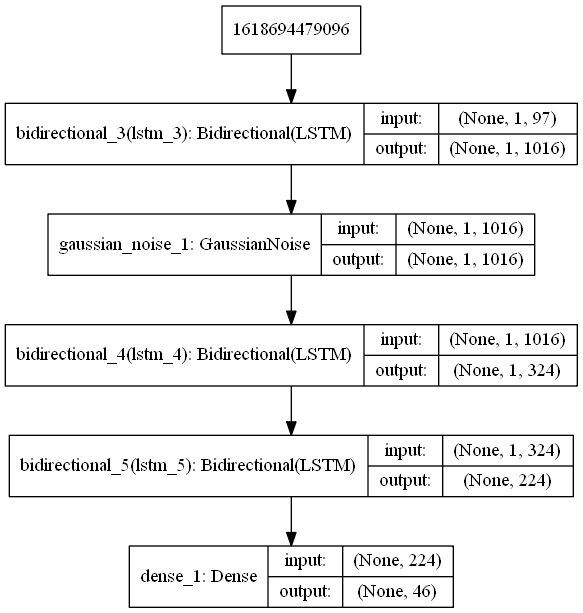 1618694479096
bidirectional_3(lstm_3): Bidirectional(LSTM)
input: (None, 1, 97)
output: (None, 1, 1016)
gaussian_noise_1: GaussianNoise
input: (None, 1, 1016)
output: (None, 1, 1016)
bidirectional_4(lstm_4): Bidirectional(LSTM)
input: (None, 1, 1016)
output: (None, 1, 324)
bidirectional_5(lstm_5): Bidirectional(LSTM)
input: (None, 1, 324)
output: (None, 224)
dense_1: Dense
input: (None, 224)
output: (None, 46)